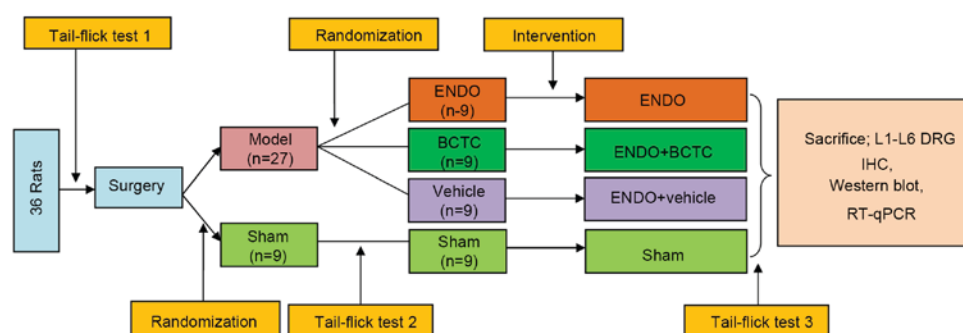 Tail-flick test 1
Randomization
Intervention
36 Rats
Surgery
Model
(n=27)
Sham
(n=9)
ENDO
(n-9)
BCTC
(n=9)
Vehicle
(n=9)
Sham
(n=9)
ENDO
ENDO+BCTC
ENDO+vehicle
Sham
Sacrifice; L1-L6 DRG
IHC,
Western blot,
RT-qPCR
Randomization
Tail-flick test 2
Tail-flick test 3